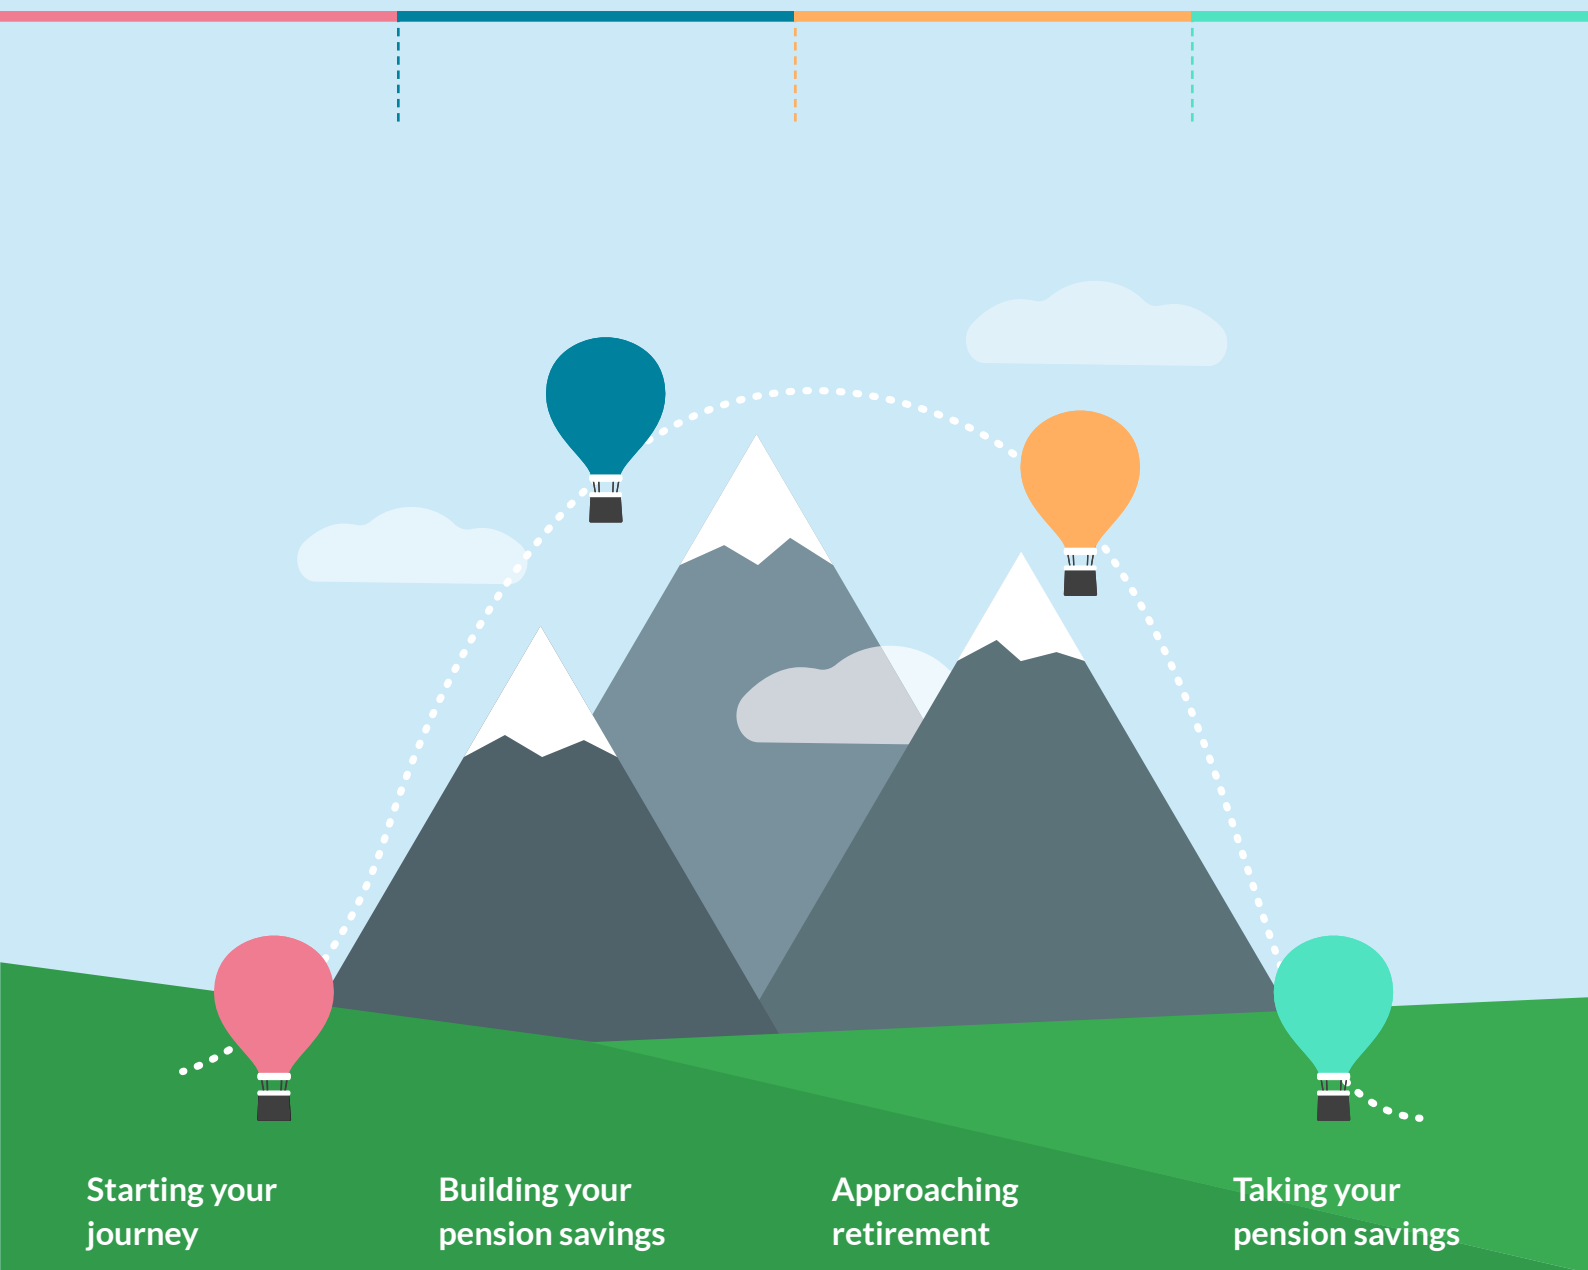 Starting your
journey
Building your
pension savings
Approaching
retirement
Taking your
pension savings